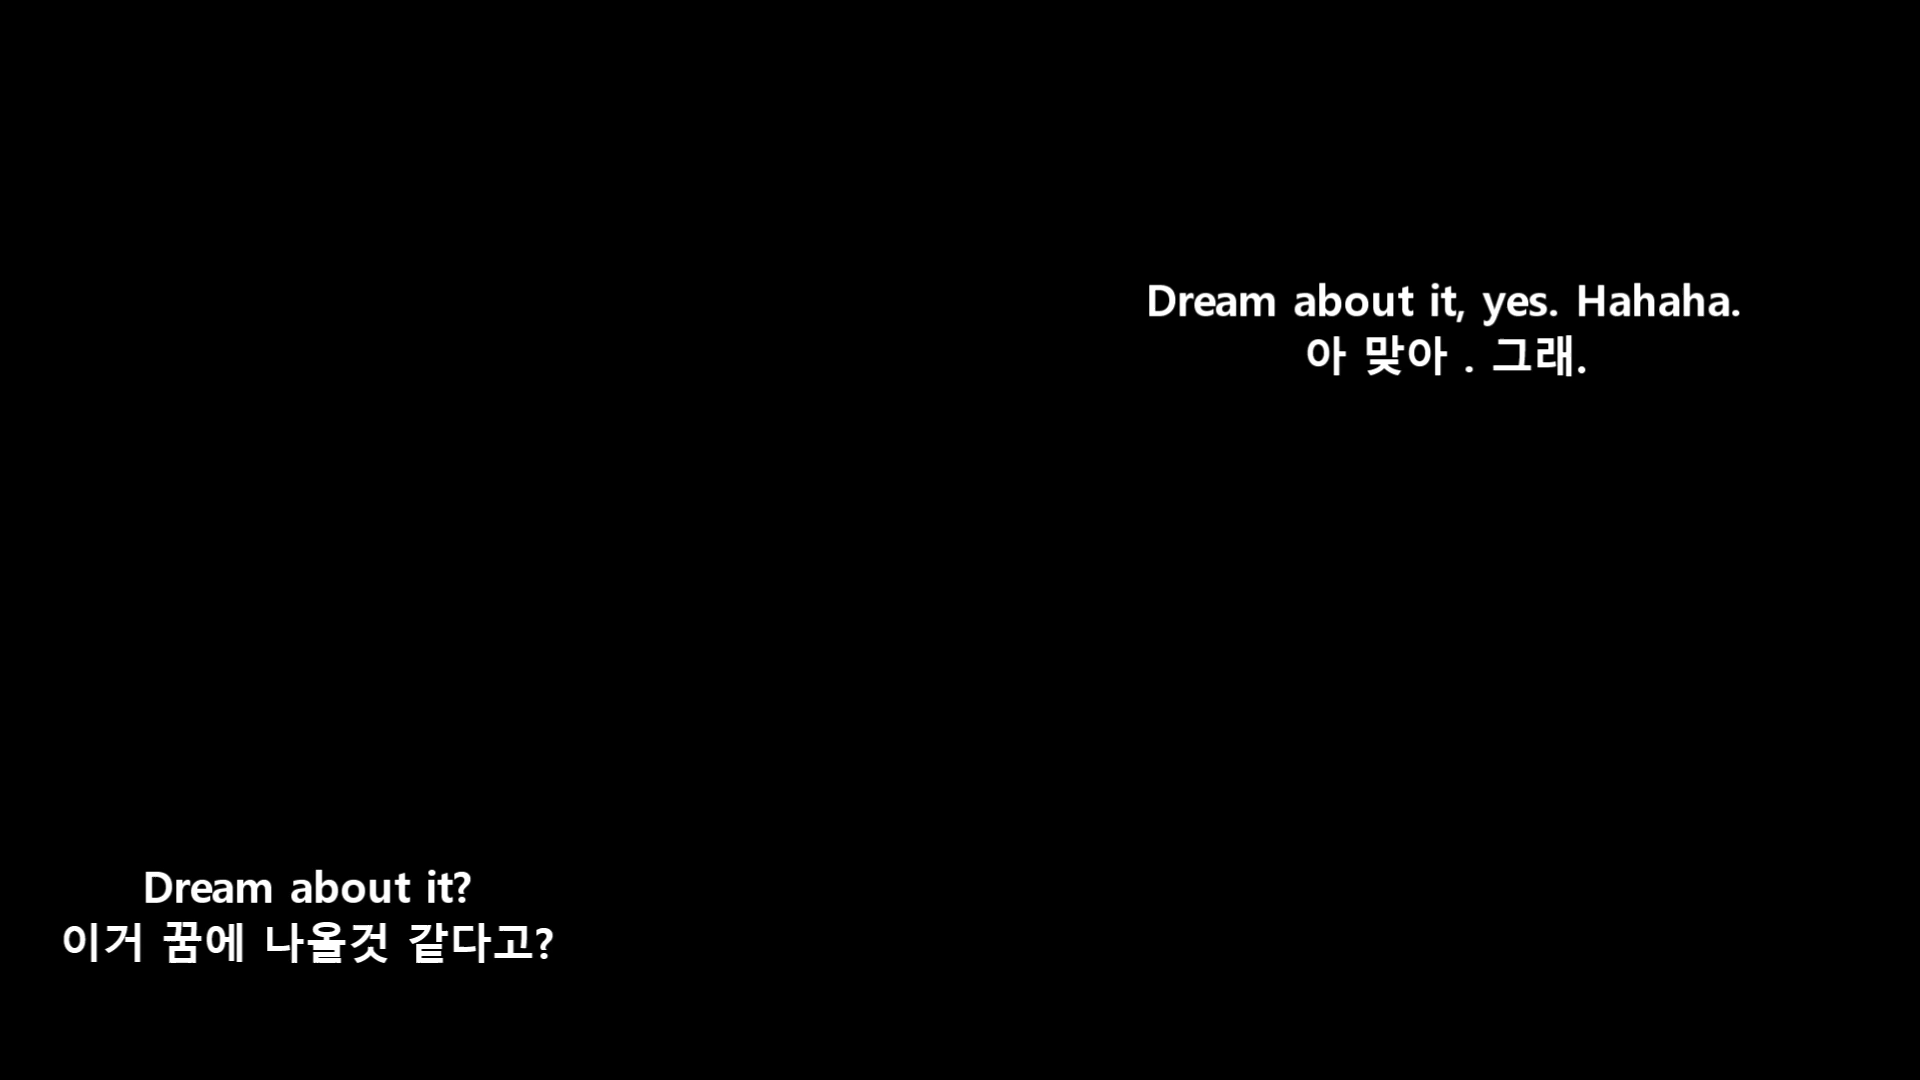 Dream about it, yes. Hahaha.
아 맞아 . 그래.
Dream about it?
이거 꿈에 나올것 같다고?